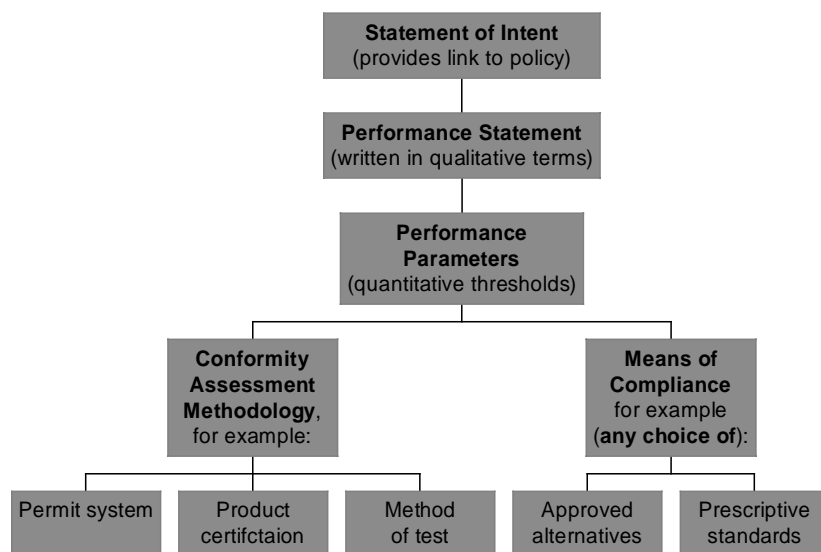 Statement of Intent
(provides link to policy)
Performance Statement
(written in qualitative terms)
Performance
Parameters
(quantitative thresholds)
Conformity
Assessment
Methodology,
for example:
Means of
Compliance
for example
(any choice of):
Permit system
Product
certifctaion
Method
of test
Approved
alternatives
Prescriptive
standards